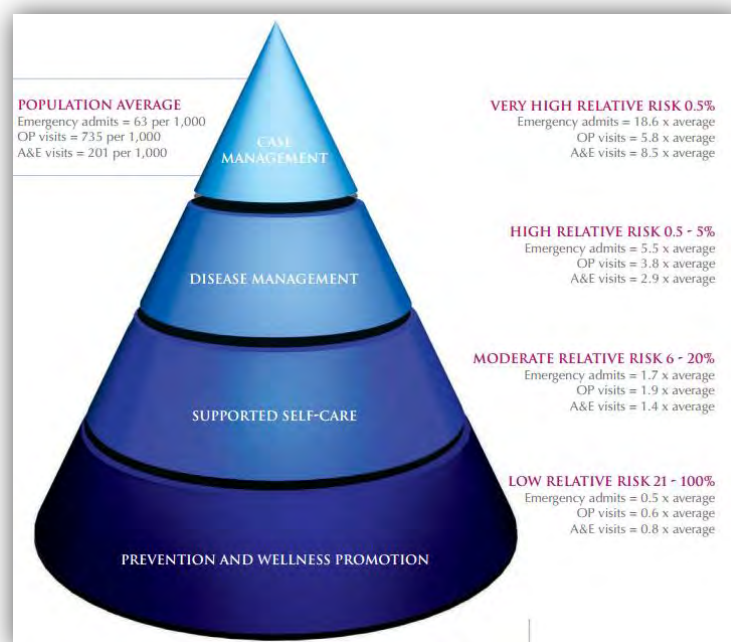 POPULATION AVERAGE
Emergency admits = 63 per 1,000
OP visits = 735 per 1,000
A&E visits = 201 per 1,000
CASE
MANAGEMENT
VERY HIGH RELATIVE RISK 0.5%
Emergency admits = 18.6 x average
OP visits = 5.8 x average
A&E visits = 8.5 x average
DISEASE MANAGEMENT
HIGH RELATIVE RISK 0.5 - 5%
Emergency admits = 5.5 x average
OP visits = 3.8 x average
A&E visits = 2.9 x average
SUPPORTED SELF-CARE
MODERATE RELATIVE RISK 6 - 20%
Emergency admits = 1.7 x average
OP visits = 1.9 x average
A&E visits = 1.4 x average
PREVENTION AND WELLNESS PROMOTION
LOW RELATIVE RISK 21 - 100%
Emergency admits = 0.5 x average
OP visits = 0.6 x average
A&E visits = 0.8 x average